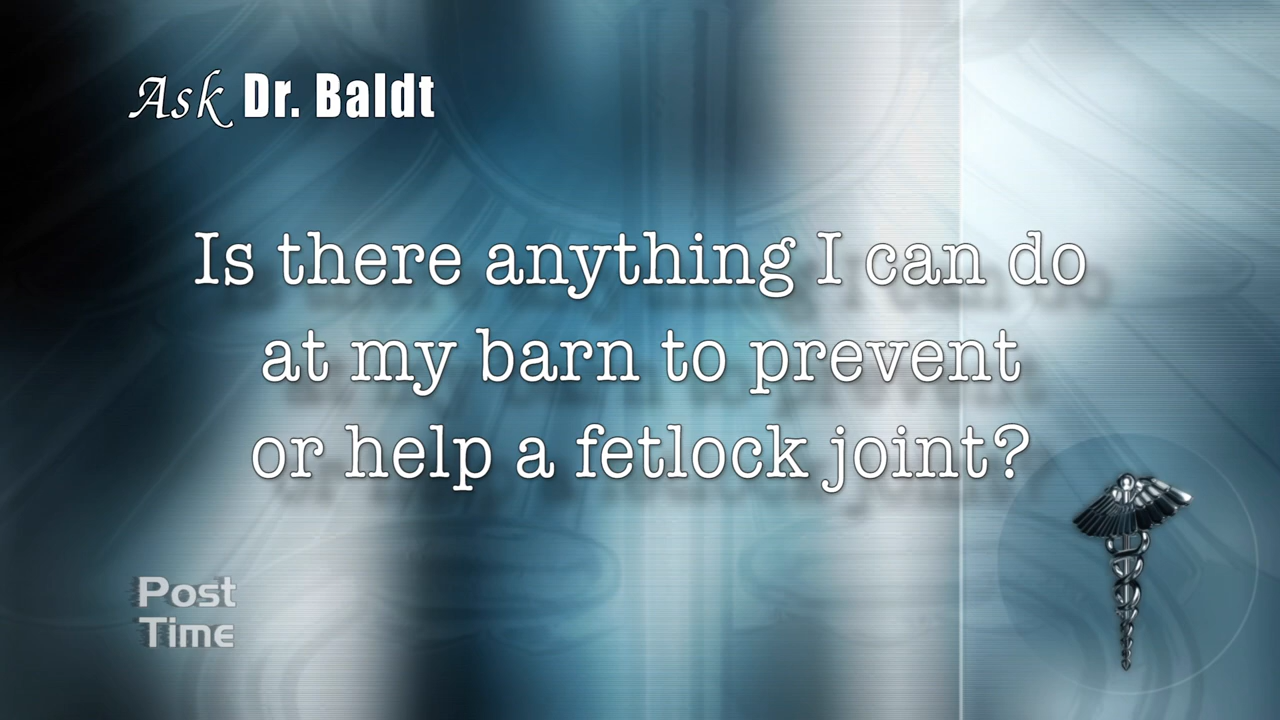 Ask Dr. Baldt
Is there anything I can do
at my barn to prevent
or help a fetlock joint?
Post
Time